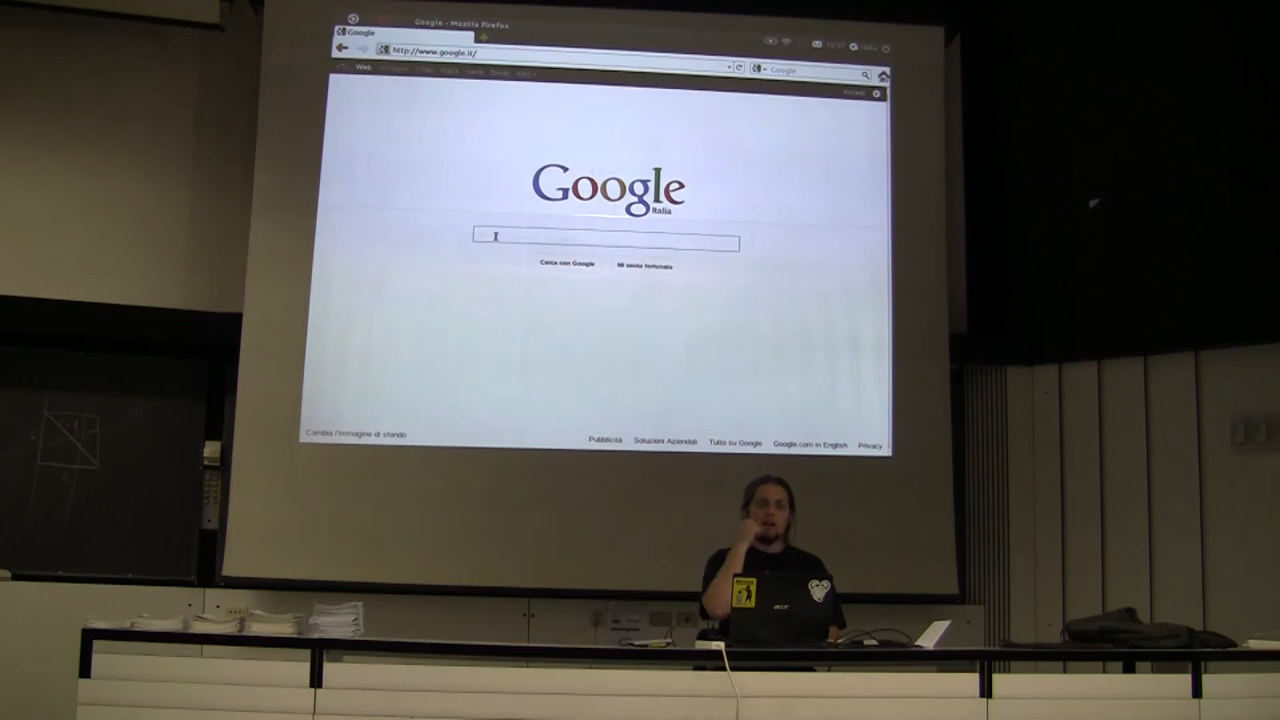 Google - Mozilla Firefox
Google
http://www.google.it/
Google
Web
Accedi
Google
Italia
Cerca con Google Mi sento fortunato
Cambia l'immagine di sfondo
Pubblicità Soluzioni Aziendali Tutto su Google Google.com in English Privacy
acer